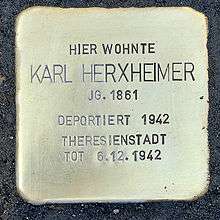 HIER WOHNTE
KARL HERXHEIMER
JG. 1861
DEPORTIERT 1942
THERESIENSTADT
TOT 6.12.1942